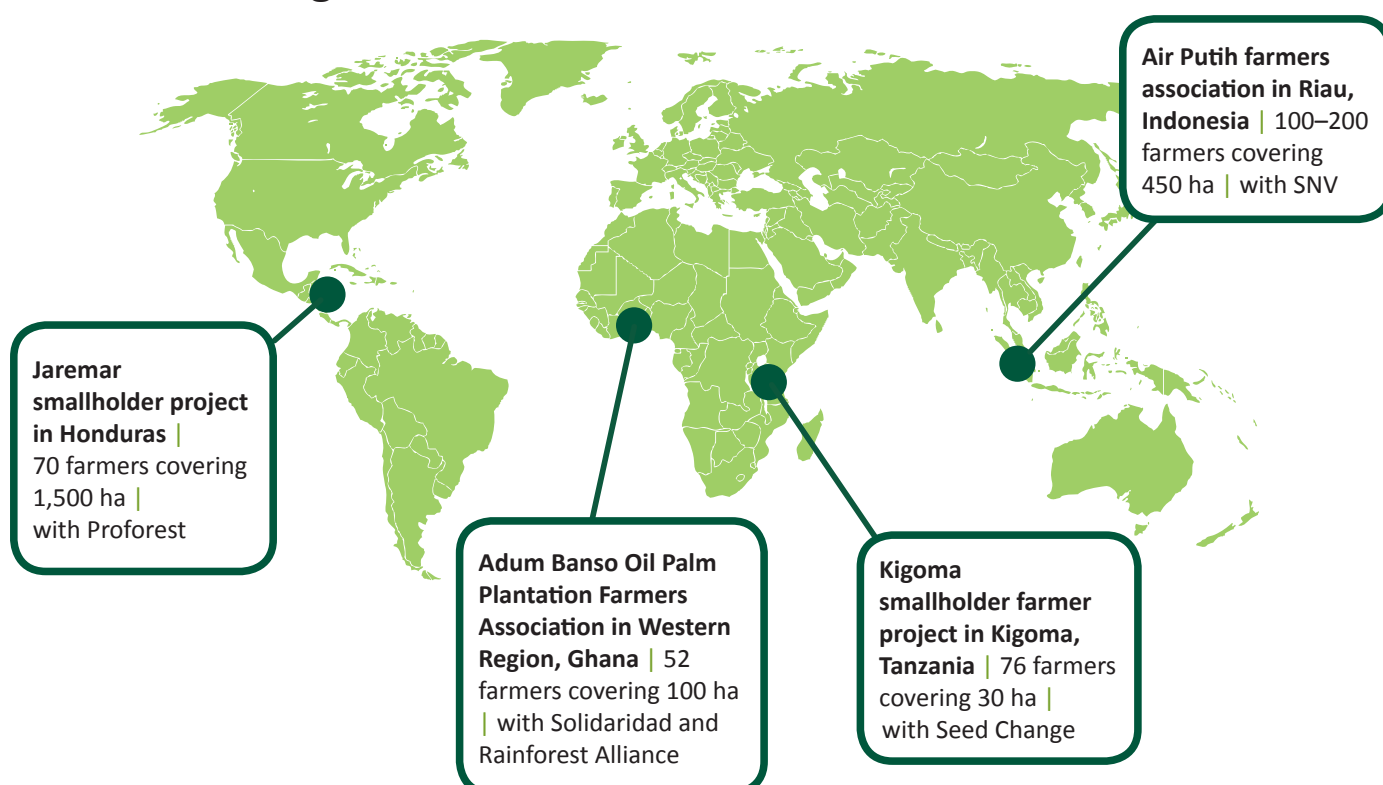 Air Putih farmers
association in Riau,
Indonesia | 100–200
farmers covering
450 ha | with SNV
Jaremar
smallholder project
in Honduras |
70 farmers covering
1,500 ha |
with Proforest
Adum Banso Oil Palm
Plantation Farmers
Association in Western
Region, Ghana | 52
farmers covering 100 ha
| with Solidaridad and
Rainforest Alliance
Kigoma
smallholder farmer
project in Kigoma,
Tanzania | 76 farmers
covering 30 ha |
with Seed Change